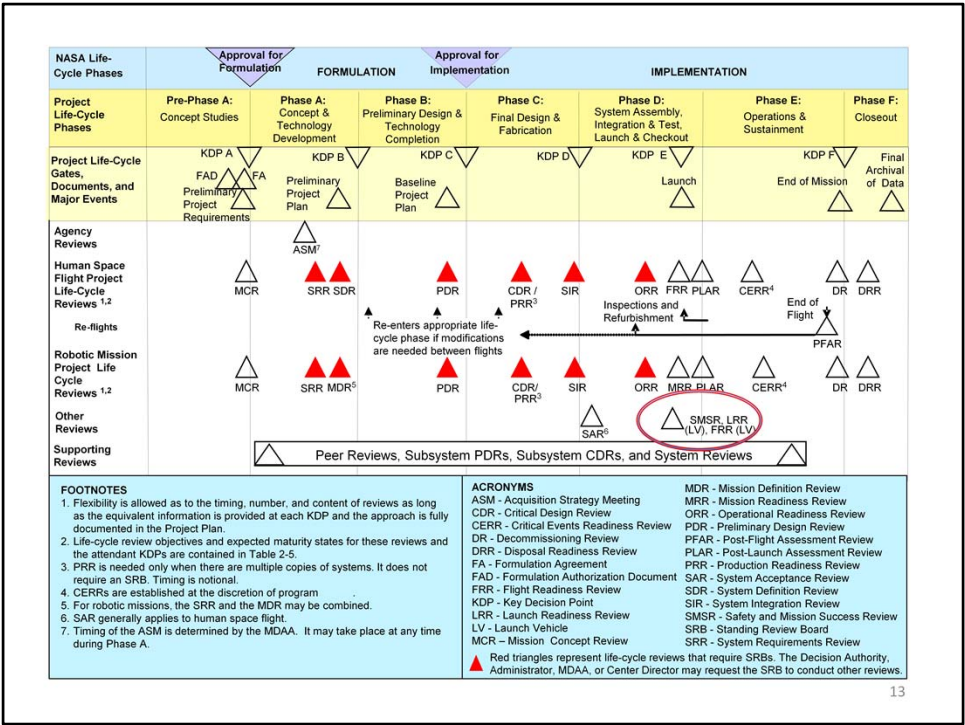 NASA Life-
Cycle Phases
Approval for
Formulation
FORMULATION
Approval for
Implementation
IMPLEMENTATION
Project
Life-Cycle
Phases
Pre-Phase A:
Concept Studies
Phase A:
Concept &
Technology
Development
Phase B:
Preliminary Design &
Technology
Completion
Phase C:
Final Design &
Fabrication
Phase D:
System Assembly,
Integration & Test,
Launch & Checkout
Phase E:
Operations &
Sustainment
Phase F:
Closeout
Project Life-Cycle
Gates,
Documents, and
Major Events
KDP A
KDP B
KDP C
KDP D
KDP E
KDP F
FAD
FA
Preliminary
Project
Requirements
Preliminary
Project
Plan
Baseline
Project
Plan
Launch
End of Mission
Final
Archival
of Data
Agency
Reviews
ASM7
Human Space
Flight Project
Life-Cycle
Reviews 1,2
MCR
SRR SDR
PDR
CDR /
PRR3
SIR
ORR
FRR PLAR
CERR4
DR DRR
Re-flights
Re-enters appropriate life-
cycle phase if modifications
are needed between flights
Inspections and
Refurbishment
End of
Flight
PFAR
Robotic Mission
Project Life
Cycle
Reviews 1,2
MCR
SRR MDR5
PDR
CDR/
PRR3
SIR
ORR
MRR PLAR
CERR4
DR DRR
Other
Reviews
SAR6
SMSR, LRR
(LV), FRR (LV)
Supporting
Reviews
Peer Reviews, Subsystem PDRs, Subsystem CDRs, and System Reviews
FOOTNOTES
1. Flexibility is allowed as to the timing, number, and content of reviews as long
as the equivalent information is provided at each KDP and the approach is fully
documented in the Project Plan.
2. Life-cycle review objectives and expected maturity states for these reviews and
the attendant KDPs are contained in Table 2-5.
3. PRR is needed only when there are multiple copies of systems. It does not
require an SRB. Timing is notional.
4. CERRs are established at the discretion of program .
5. For robotic missions, the SRR and the MDR may be combined.
6. SAR generally applies to human space flight.
7. Timing of the ASM is determined by the MDAA. It may take place at any time
during Phase A.
ACRONYMS
ASM - Acquisition Strategy Meeting
CDR - Critical Design Review
CERR - Critical Events Readiness Review
DR - Decommissioning Review
DRR - Disposal Readiness Review
FA - Formulation Agreement
FAD - Formulation Authorization Document
FRR - Flight Readiness Review
KDP - Key Decision Point
LRR - Launch Readiness Review
LV - Launch Vehicle
MCR – Mission Concept Review
MDR - Mission Definition Review
MRR - Mission Readiness Review
ORR - Operational Readiness Review
PDR - Preliminary Design Review
PFAR - Post-Flight Assessment Review
PLAR - Post-Launch Assessment Review
PRR - Production Readiness Review
SAR - System Acceptance Review
SDR - System Definition Review
SIR - System Integration Review
SMSR - Safety and Mission Success Review
SRB - Standing Review Board
SRR - System Requirements Review
Red triangles represent life-cycle reviews that require SRBs. The Decision Authority,
Administrator, MDAA, or Center Director may request the SRB to conduct other reviews.
13